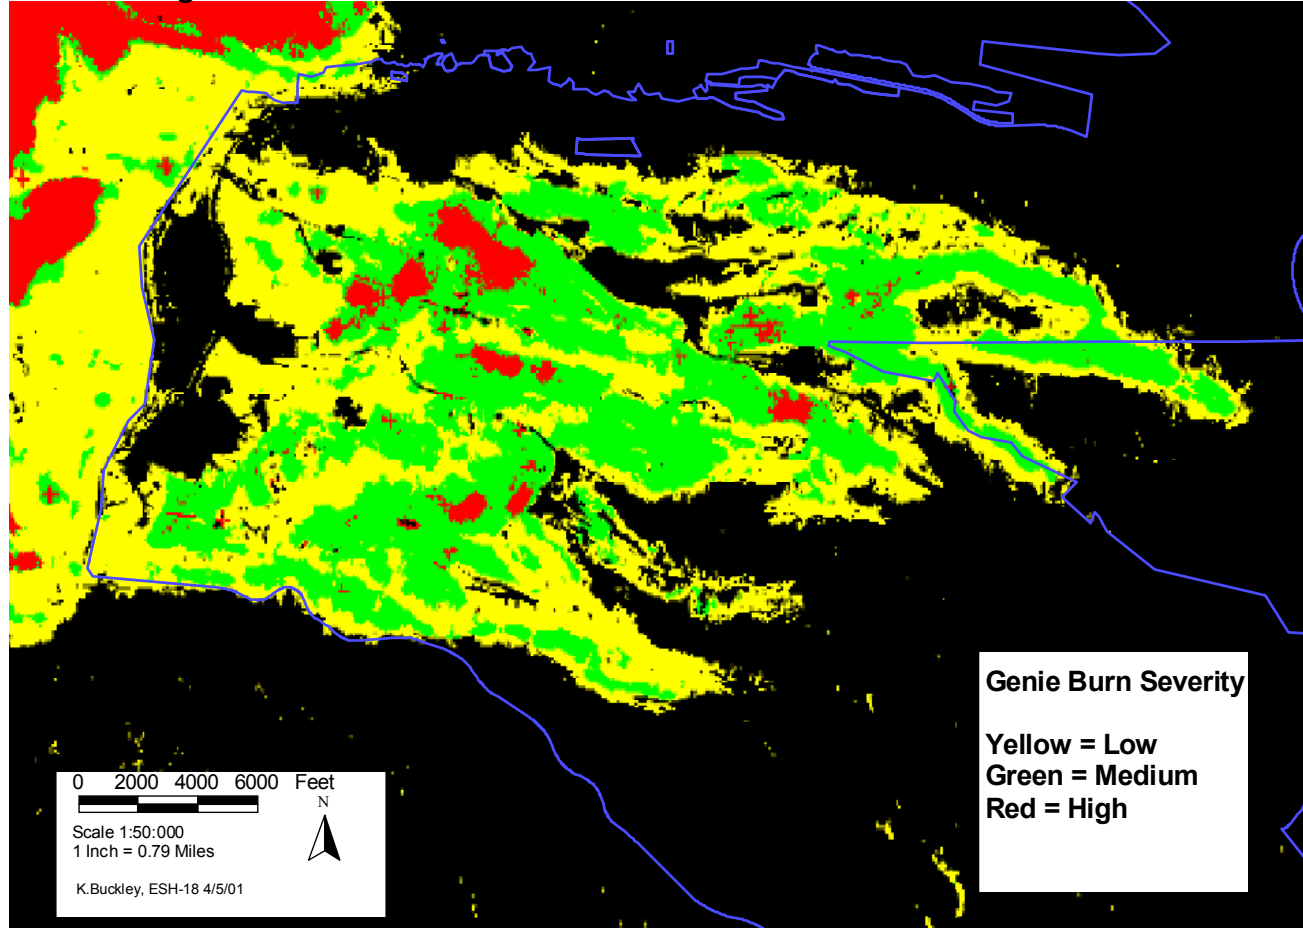 Genie Burn Severity
Yellow = Low
Green = Medium
Red = High
0 2000 4000 6000 Feet
N
Scale 1:50:000
1 Inch = 0.79 Miles
K.Buckley, ESH-18 4/5/01